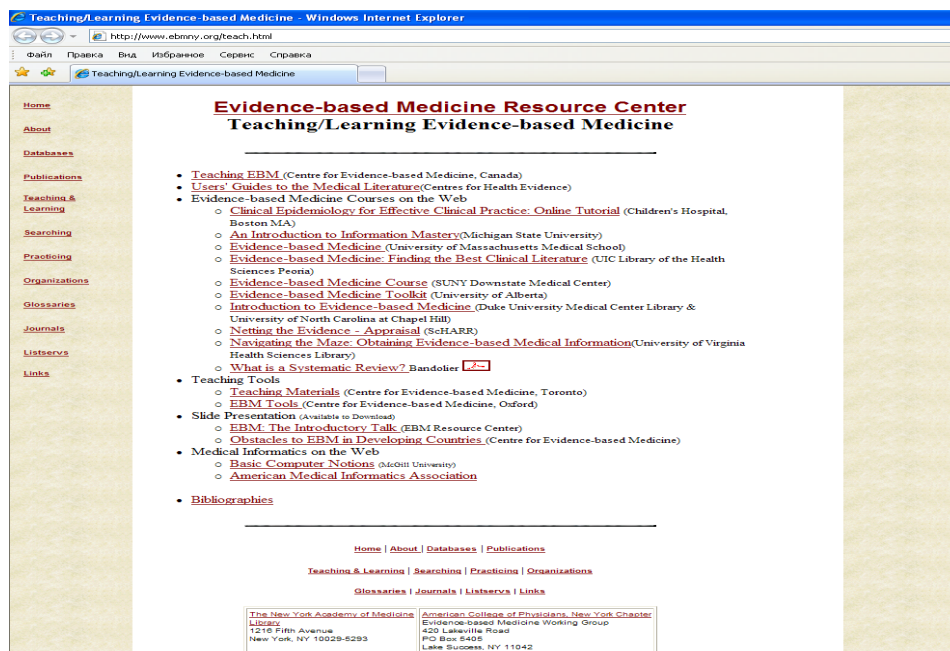 Teaching/Learning Evidence-based Medicine - Windows Internet Explorer
http://www.ebmny.org/teach.html
Файл Правка Вид Избранное Сервис Справка
Teaching/Learning Evidence-based Medicine
Home
About
Databases
Publications
Teaching &
Learning
Searching
Practicing
Organizations
Glossaries
Journals
Listservs
Links
Evidence-based Medicine Resource Center
Teaching/Learning Evidence-based Medicine
• Teaching EBM (Centre for Evidence-based Medicine, Canada)
• Users' Guides to the Medical Literature(Centres for Health Evidence)
• Evidence-based Medicine Courses on the Web
o Clinical Epidemiology for Effective Clinical Practice: Online Tutorial (Children's Hospital,
Boston MA)
o An Introduction to Information Mastery(Michigan State University)
o Evidence-based Medicine (University of Massachusetts Medical School)
o Evidence-based Medicine: Finding the Best Clinical Literature (UIC Library of the Health
Sciences Peoria)
o Evidence-based Medicine Course (SUNY Downstate Medical Center)
o Evidence-based Medicine Toolkit (University of Alberta)
o Introduction to Evidence-based Medicine (Duke University Medical Center Library &
University of North Carolina at Chapel Hill)
o Netting the Evidence - Appraisal (ScHARR)
o Navigating the Maze: Obtaining Evidence-based Medical Information(University of Virginia
Health Sciences Library)
o What is a Systematic Review? Bandolier
• Teaching Tools
o Teaching Materials (Centre for Evidence-based Medicine, Toronto)
o EBM Tools (Centre for Evidence-based Medicine, Oxford)
• Slide Presentation (Available to Download)
o EBM: The Introductory Talk (EBM Resource Center)
o Obstacles to EBM in Developing Countries (Centre for Evidence-based Medicine)
• Medical Informatics on the Web
o Basic Computer Notions (McGill University)
o American Medical Informatics Association
• Bibliographies
Home | About | Databases | Publications
Teaching & Learning | Searching | Practicing | Organizations
Glossaries | Journals | Listservs | Links
The New York Academy of Medicine
Library
1216 Fifth Avenue
New York, NY 10029-5293
American College of Physicians, New York Chapter
Evidence-based Medicine Working Group
420 Lakeville Road
PO Box 5405
Lake Success, NY 11042